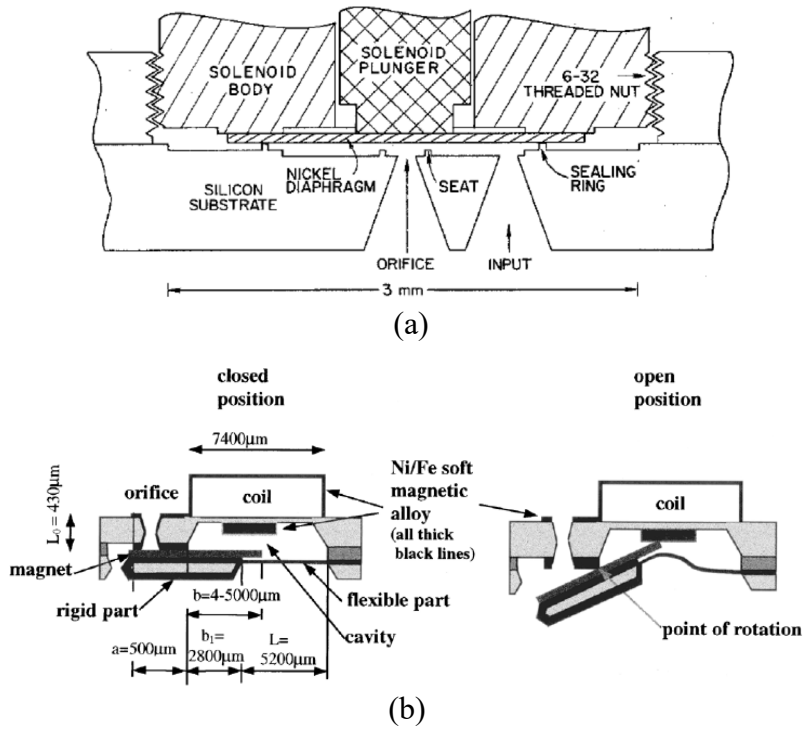 SOLENOID
BODY
SOLENOID
PLUNGER
6-32
THREADED NUT
SILICON
SUBSTRATE
NICKEL
DIAPHRAGM
SEAT
SEALING
RING
ORIFICE
INPUT
3 mm
(a)
closed
position
open
position
7400μm
L₀ = 430μm
orifice
coil
Ni/Fe soft
magnetic
alloy
(all thick
black lines)
coil
magnet
rigid part
b=4-5000μm
flexible part
cavity
point of rotation
a=500μm
b₁=
2800μm
L=
5200μm
(b)